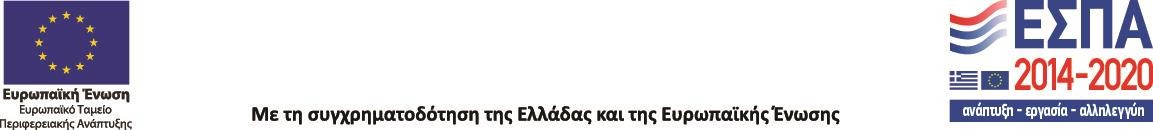 Ευρωπαϊκή Ένωση
Ευρωπαϊκό Ταμείο
Περιφερειακής Ανάπτυξης
Με τη συγχρηματοδότηση της Ελλάδας και της Ευρωπαϊκής Ένωσης
ΕΣΠΑ
2014-2020
ανάπτυξη - εργασία - αλληλεγγύη